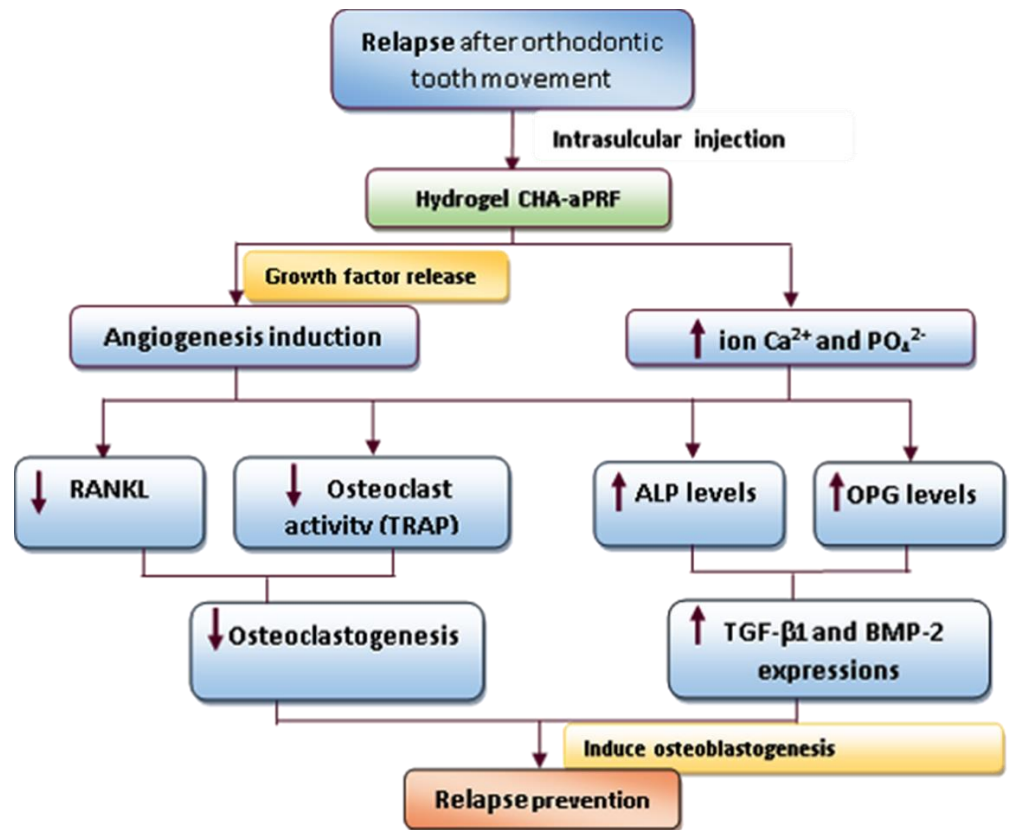 Relapse after orthodontic
tooth movement
Intrasulcular injection
Hydrogel CHA-aPRF
Growth factor release
Angiogenesis induction
ion Ca²⁺ and PO₄²⁻
RANKL
Osteoclast
activity (TRAP)
ALP levels
OPG levels
Osteoclastogenesis
TGF-β1 and BMP-2
expressions
Induce osteoblastogenesis
Relapse prevention